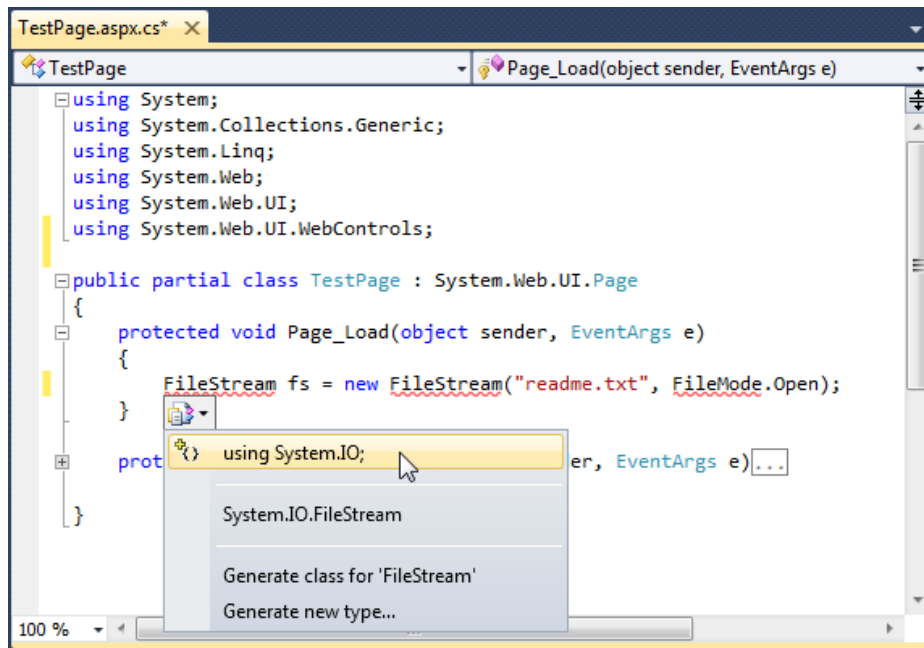 TestPage.aspx.cs*
TestPage
Page_Load(object sender, EventArgs e)
using System;
using System.Collections.Generic;
using System.Linq;
using System.Web;
using System.Web.UI;
using System.Web.UI.WebControls;
public partial class TestPage : System.Web.UI.Page
{
protected void Page_Load(object sender, EventArgs e)
{
FileStream fs = new FileStream("readme.txt", FileMode.Open);
}
using System.IO;
prot er, EventArgs e)...
System.IO.FileStream
}
Generate class for 'FileStream'
Generate new type...
100 %